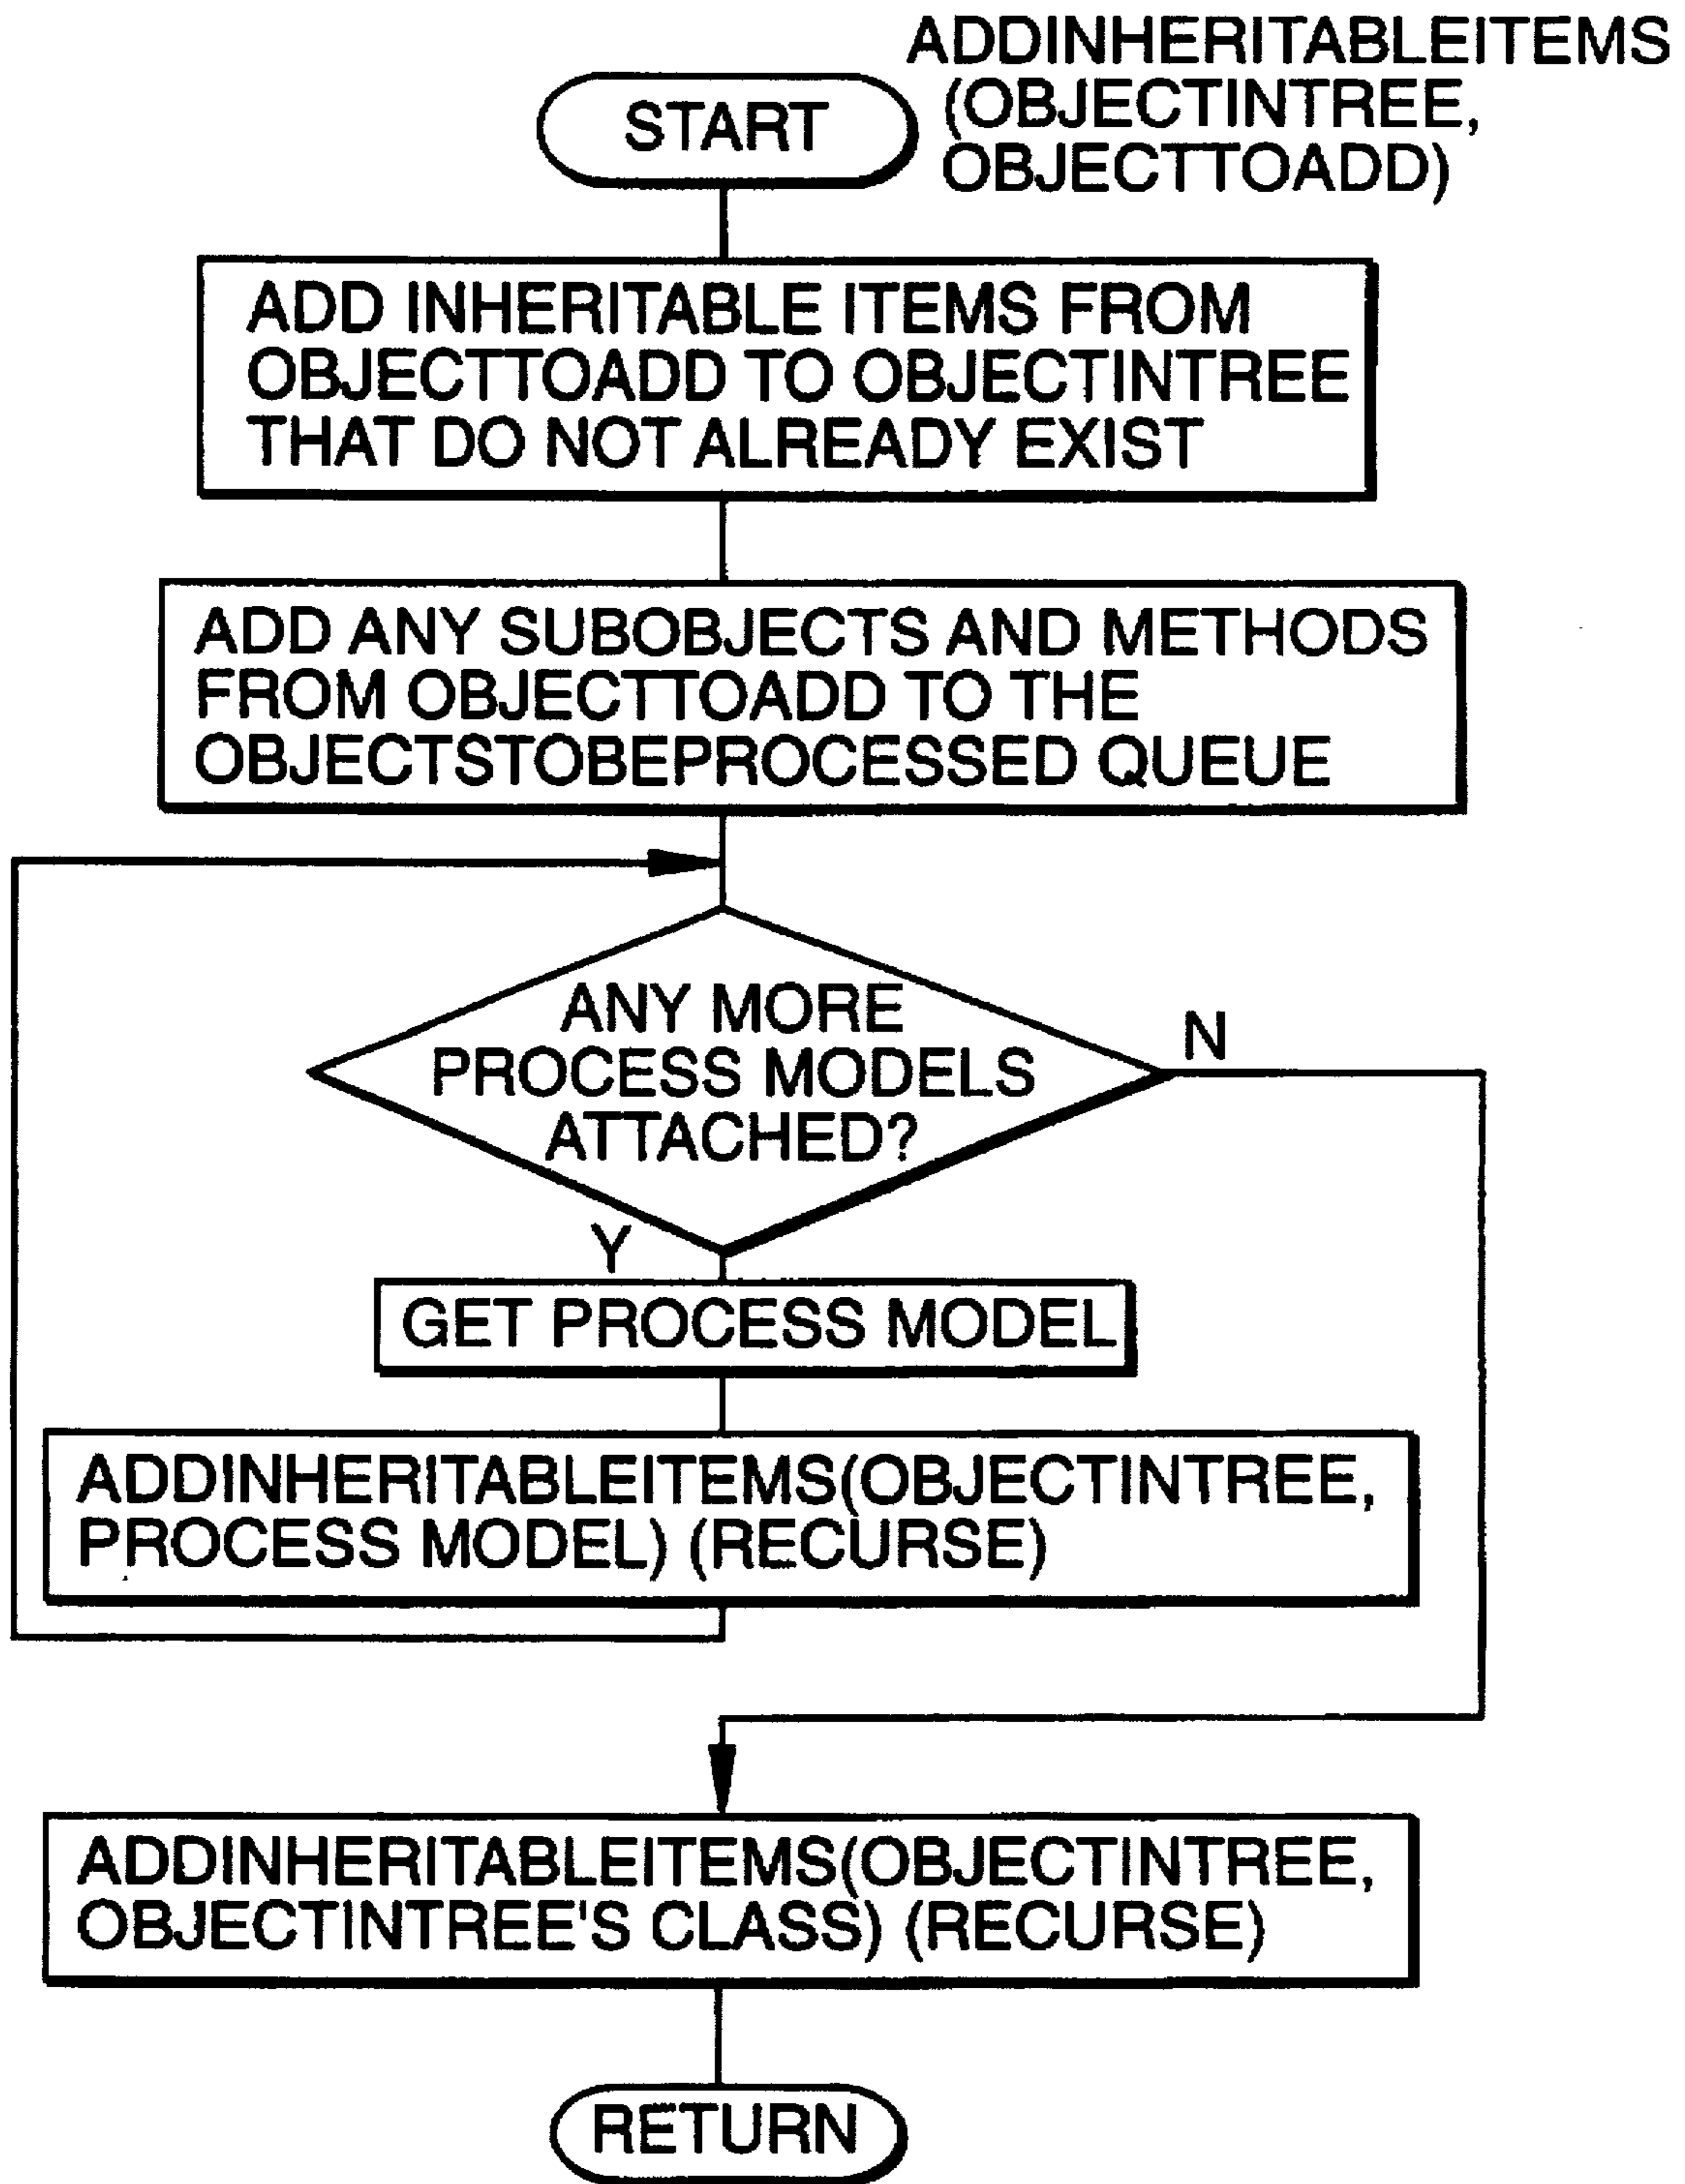 ADDINHERITABLEITEMS
(OBJECTINTREE,
OBJECTTOADD)
START
ADD INHERITABLE ITEMS FROM
OBJECTTOADD TO OBJECTINTREE
THAT DO NOT ALREADY EXIST
ADD ANY SUBOBJECTS AND METHODS
FROM OBJECTTOADD TO THE
OBJECTSTOBEPROCESSED QUEUE
ANY MORE
PROCESS MODELS
ATTACHED?
N
Y
GET PROCESS MODEL
ADDINHERITABLEITEMS(OBJECTINTREE,
PROCESS MODEL) (RECURSE)
ADDINHERITABLEITEMS(OBJECTINTREE,
OBJECTINTREE'S CLASS) (RECURSE)
RETURN